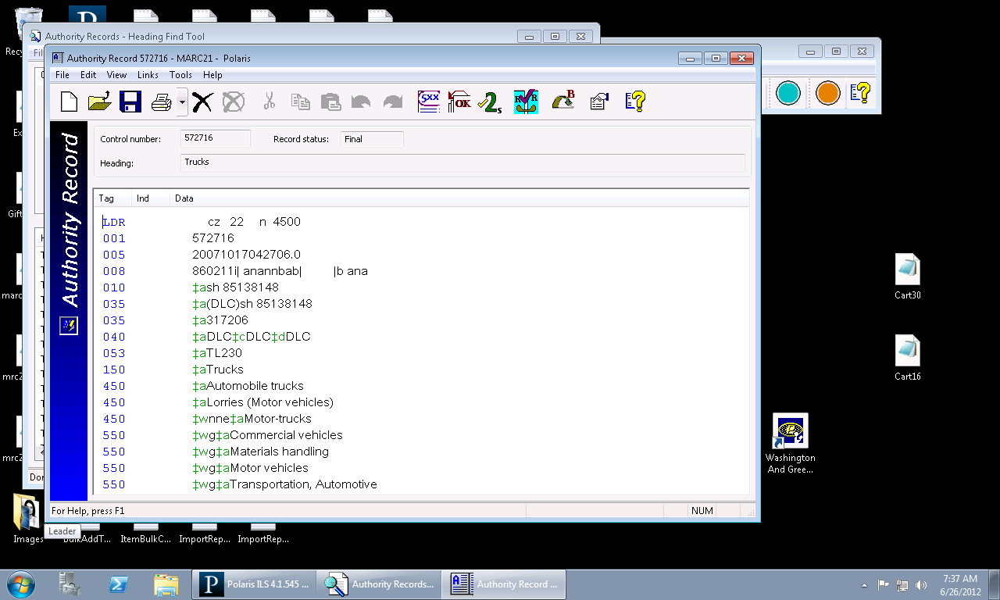 Authority Records - Heading Find Tool
Authority Record 572716 - MARC21 - Polaris
File Edit View Links Tools Help
5XX OK 2s R R B
Control number: 572716 Record status: Final
Heading: Trucks
Authority Record
Tag Ind Data
LDR cz 22 n 4500
001 572716
005 20071017042706.0
008 860211i| anannbab| |b ana
010 ‡ash 85138148
035 ‡a(DLC)sh 85138148
035 ‡a317206
040 ‡aDLC‡cDLC‡dDLC
053 ‡aTL230
150 ‡aTrucks
450 ‡aAutomobile trucks
450 ‡aLorries (Motor vehicles)
450 ‡wnne‡aMotor-trucks
550 ‡wg‡aCommercial vehicles
550 ‡wg‡aMaterials handling
550 ‡wg‡aMotor vehicles
550 ‡wg‡aTransportation, Automotive
For Help, press F1 NUM
Leader
Cart30
Cart16
Washington
And Gree...
Images
BulkAddT...
ItemBulkC...
ImportRep...
ImportRep...
Polaris ILS 4.1.545 ...
Authority Records...
Authority Record ...
7:37 AM
6/26/2012